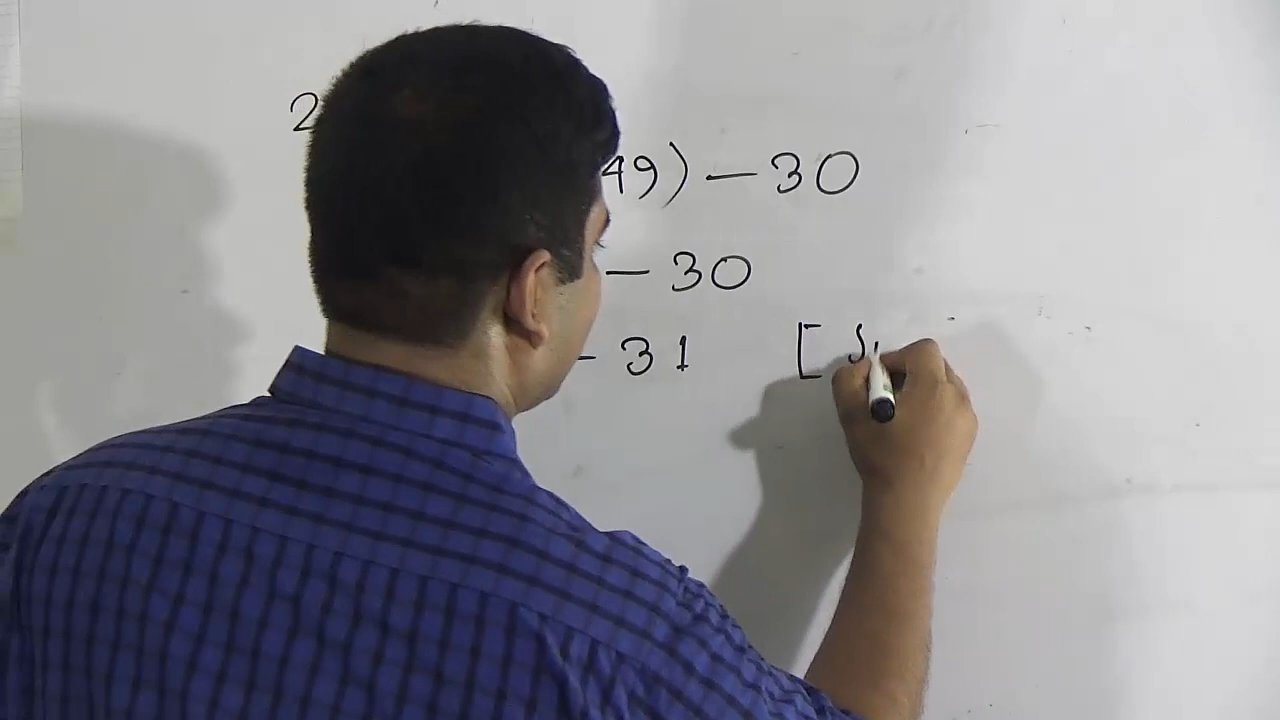 2
49) − 30
− 30
− 31 [